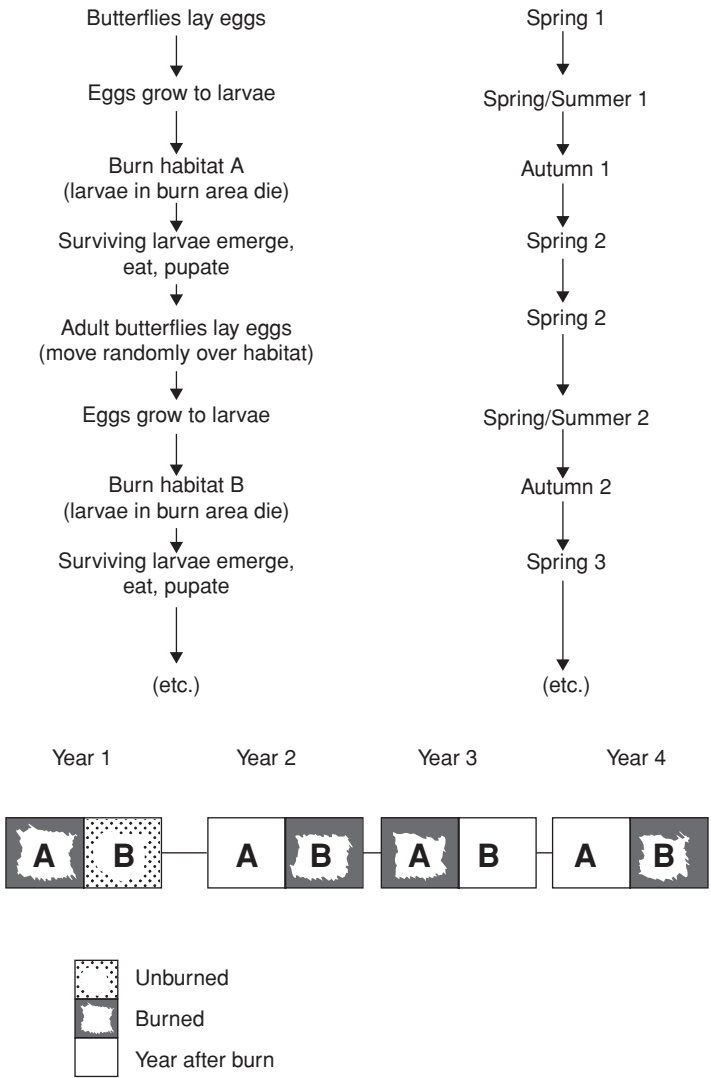 Butterflies lay eggs
Eggs grow to larvae
Burn habitat A
(larvae in burn area die)
Surviving larvae emerge,
eat, pupate
Adult butterflies lay eggs
(move randomly over habitat)
Eggs grow to larvae
Burn habitat B
(larvae in burn area die)
Surviving larvae emerge,
eat, pupate
(etc.)
Spring 1
Spring/Summer 1
Autumn 1
Spring 2
Spring 2
Spring/Summer 2
Autumn 2
Spring 3
(etc.)
Year 1 Year 2 Year 3 Year 4
A B A B A B A B
Unburned
Burned
Year after burn